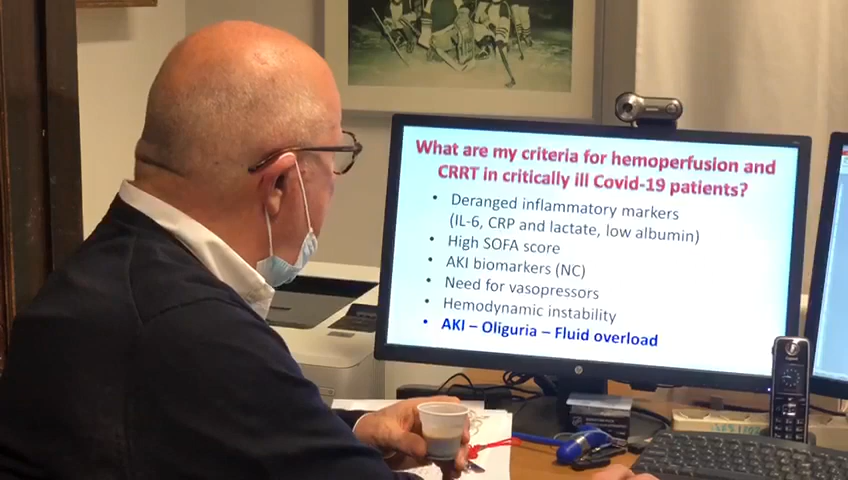 What are my criteria for hemoperfusion and
CRRT in critically ill Covid-19 patients?
• Deranged inflammatory markers
(IL-6, CRP and lactate, low albumin)
• High SOFA score
• AKI biomarkers (NC)
• Need for vasopressors
• Hemodynamic instability
• AKI – Oliguria – Fluid overload
hp
Gigaset